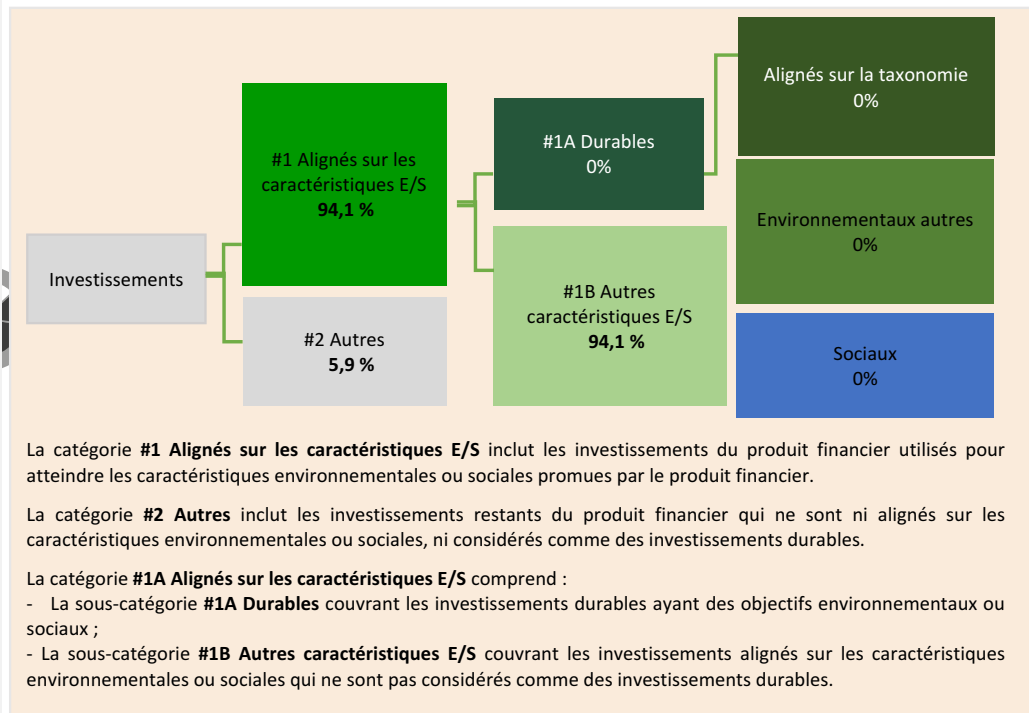 Investissements
#1 Alignés sur les
caractéristiques E/S
94,1 %
#2 Autres
5,9 %
#1A Durables
0%
#1B Autres
caractéristiques E/S
94,1 %
Alignés sur la taxonomie
0%
Environnementaux autres
0%
Sociaux
0%
La catégorie #1 Alignés sur les caractéristiques E/S inclut les investissements du produit financier utilisés pour
atteindre les caractéristiques environnementales ou sociales promues par le produit financier.
La catégorie #2 Autres inclut les investissements restants du produit financier qui ne sont ni alignés sur les
caractéristiques environnementales ou sociales, ni considérés comme des investissements durables.
La catégorie #1A Alignés sur les caractéristiques E/S comprend :
- La sous-catégorie #1A Durables couvrant les investissements durables ayant des objectifs environnementaux ou
sociaux ;
- La sous-catégorie #1B Autres caractéristiques E/S couvrant les investissements alignés sur les caractéristiques
environnementales ou sociales qui ne sont pas considérés comme des investissements durables.